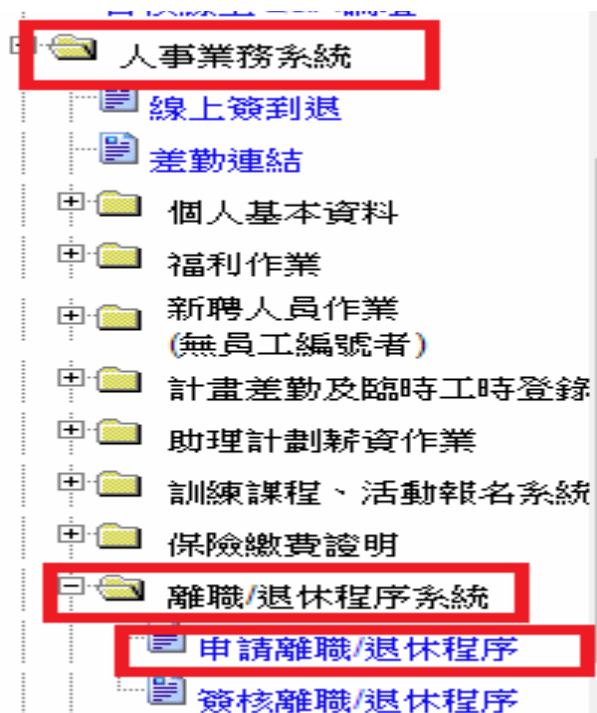 人事業務系統
線上簽到退
差勤連結
個人基本資料
福利作業
新聘人員作業
(無員工編號者)
計畫差勤及臨時工時登錄
助理計劃薪資作業
訓練課程、活動報名系統
保險繳費證明
離職/退休程序系統
申請離職/退休程序
簽核離職/退休程序